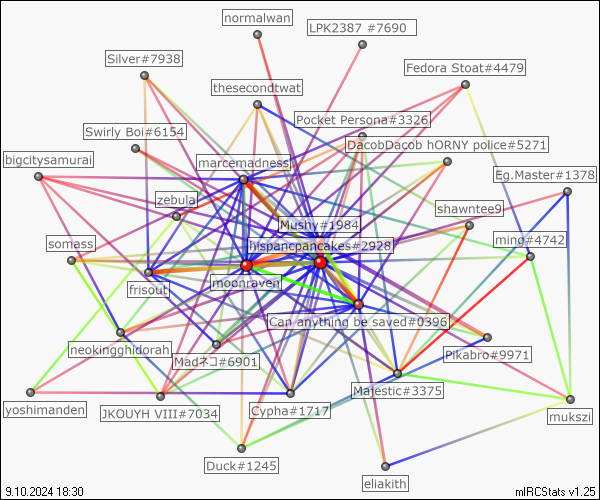 normalwan
LPK2387 #7690
Silver#7938
Fedora Stoat#4479
thesecondtwat
Pocket Persona#3326
Swirly Boi#6154
DacobDacob hORNY police#5271
bigcitysamurai
marcemadness
Eg.Master#1378
zebula
shawntee9
Mushy#1984
somass
hispancpancakes#2928
ming#4742
frisout
moonraven
Can anything be saved#0396
neokingghidorah
Madネコ#6901
Pikabro#9971
Majestic#3375
yoshimanden
JKOUYH VIII#7034
Cypha#1717
mukszi
Duck#1245
eliakith
9.10.2024 18:30
mIRCStats v1.25